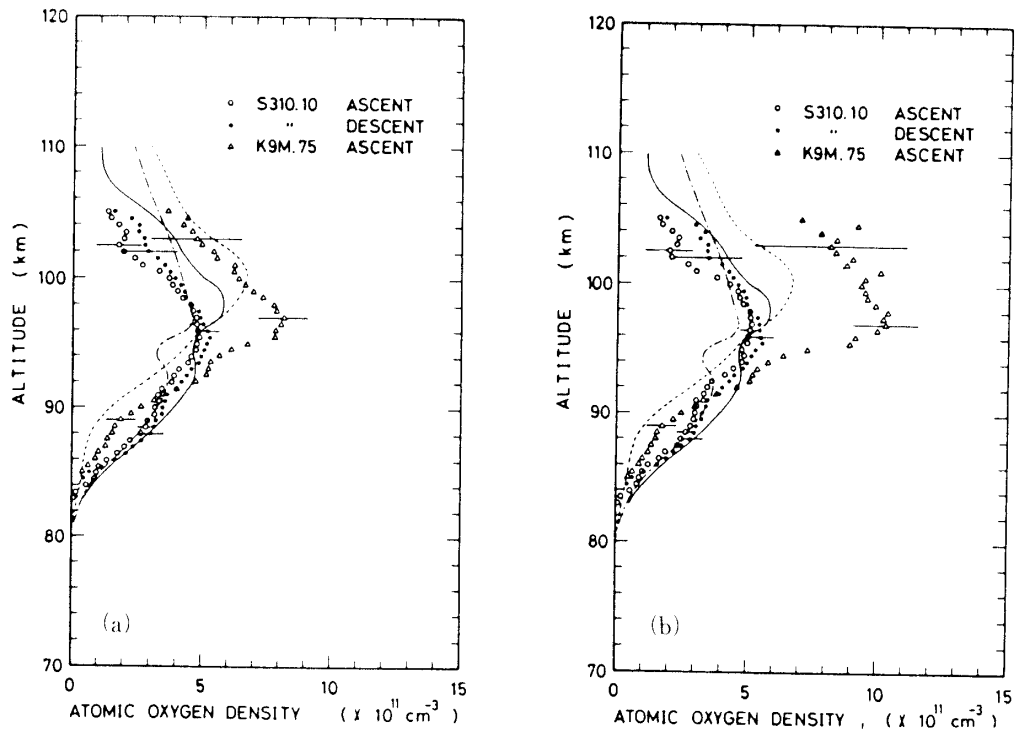 120
110
100
90
80
70
ALTITUDE (km)
S310.10 ASCENT
" DESCENT
K9M.75 ASCENT
(a)
0 5 10 15
ATOMIC OXYGEN DENSITY ( X 10¹¹ cm⁻³)
120
110
100
90
80
70
ALTITUDE (km)
S310.10 ASCENT
" DESCENT
K9M.75 ASCENT
(b)
0 5 10 15
ATOMIC OXYGEN DENSITY , ( X 10¹¹ cm⁻³)